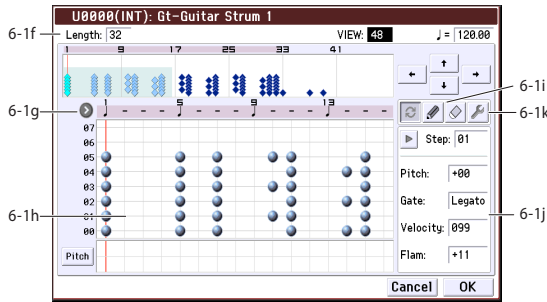 U0000(INT): Gt-Guitar Strum 1
6-1f Length: 32 VIEW: 48 ♩= 120.00
1 9 17 25 33 41
6-1i
6-1g 1 5 9 13
6-1k
07
06
05
04
03
02
01
00
Step: 01
Pitch: +00
6-1h Gate: Legato 6-1j
Velocity: 099
Pitch Flam: +11
Cancel OK